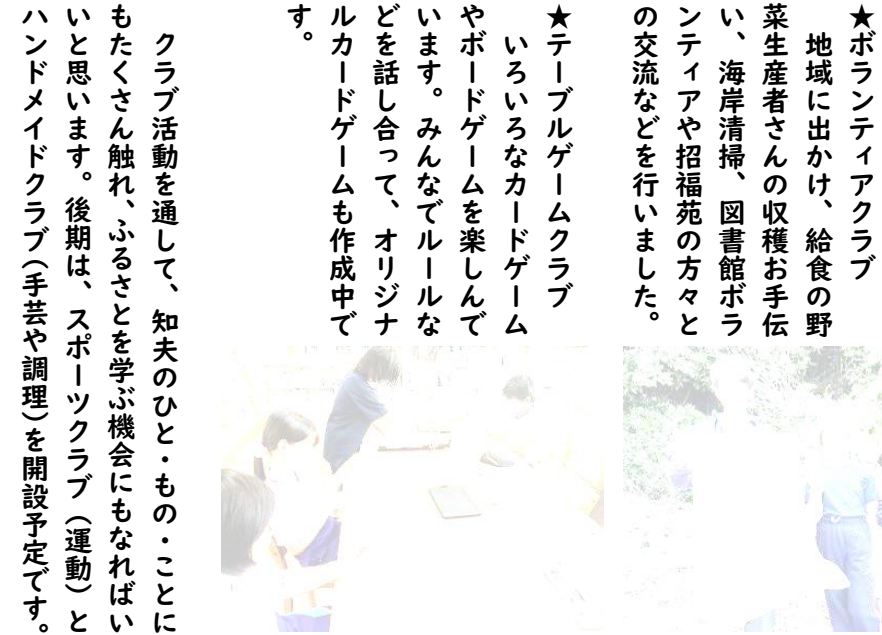 ★ボランティアクラブ
地域に出かけ、給食の野
菜生産者さんの収穫お手伝
い、海岸清掃、図書館ボラ
ンティアや招福苑の方々と
の交流などを行いました。
★テーブルゲームクラブ
いろいろなカードゲーム
やボードゲームを楽しんで
います。みんなでルールな
どを話し合って、オリジナ
ルカードゲームも作成中で
す。
クラブ活動を通して、知夫のひと・もの・ことに
もたくさん触れ、ふるさとを学ぶ機会にもなればい
いと思います。後期は、スポーツクラブ（運動）と
ハンドメイドクラブ（手芸や調理）を開設予定です。